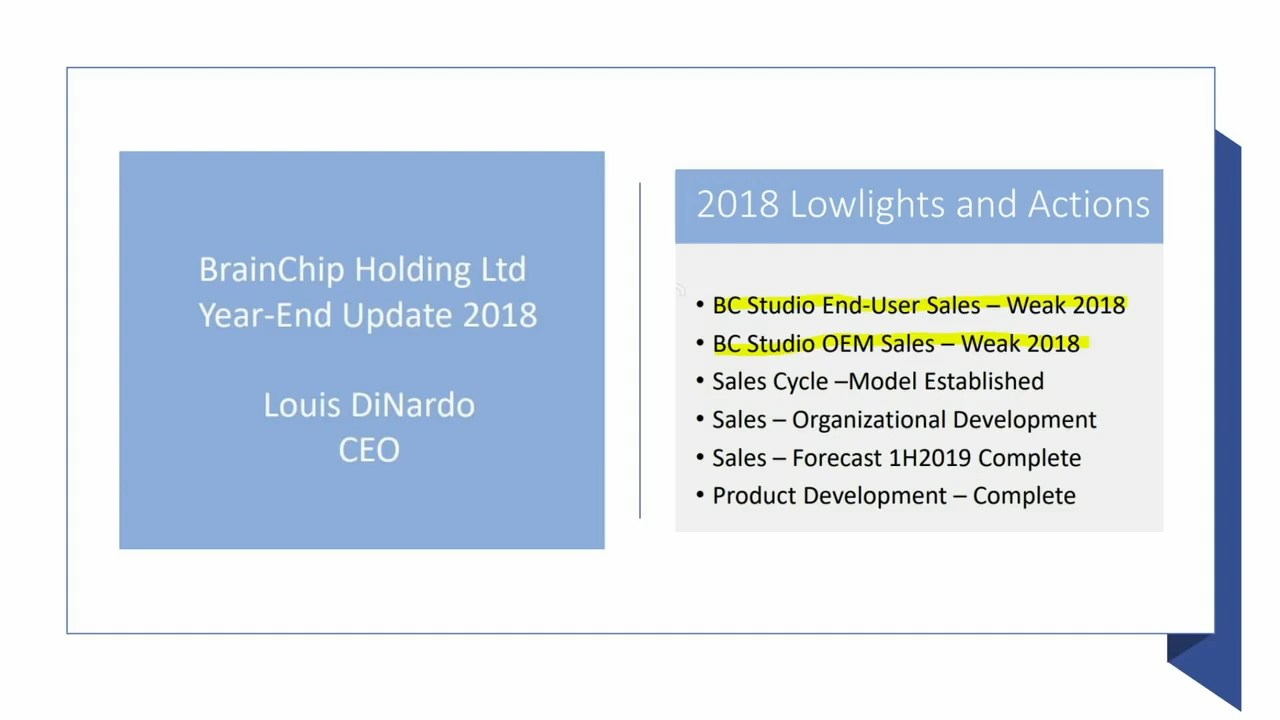 BrainChip Holding Ltd
Year-End Update 2018
Louis DiNardo
CEO
2018 Lowlights and Actions
• BC Studio End-User Sales – Weak 2018
• BC Studio OEM Sales – Weak 2018
• Sales Cycle –Model Established
• Sales – Organizational Development
• Sales – Forecast 1H2019 Complete
• Product Development – Complete